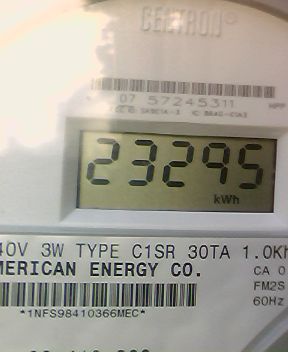 CENTRON®
07 57245311
23295
kWh
40V 3W TYPE C1SR 30TA 1.0Kh
MERICAN ENERGY CO.
CA 0
FM2S
60Hz
*1NFS98410366MEC*